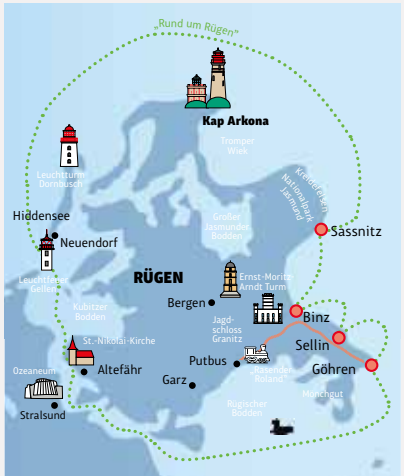 „Rund um Rügen"
Kap Arkona
Tromper
Wiek
Leuchtturm
Dornbusch
Kreidefelsen
Nationalpark
Jasmund
Großer
Jasmunder
Bodden
Hiddensee
Sassnitz
Neuendorf
RÜGEN
Leuchtfeuer
Gellen
Ernst-Moritz-
Arndt Turm
Bergen
Kubitzer
Bodden
Jagd-
schloss
Granitz
Binz
St.-Nikolai-Kirche
Sellin
Putbus
Göhren
Ozeaneum
Altefähr
„Rasender
Roland"
Garz
Mönchgut
Rügischer
Bodden
Stralsund